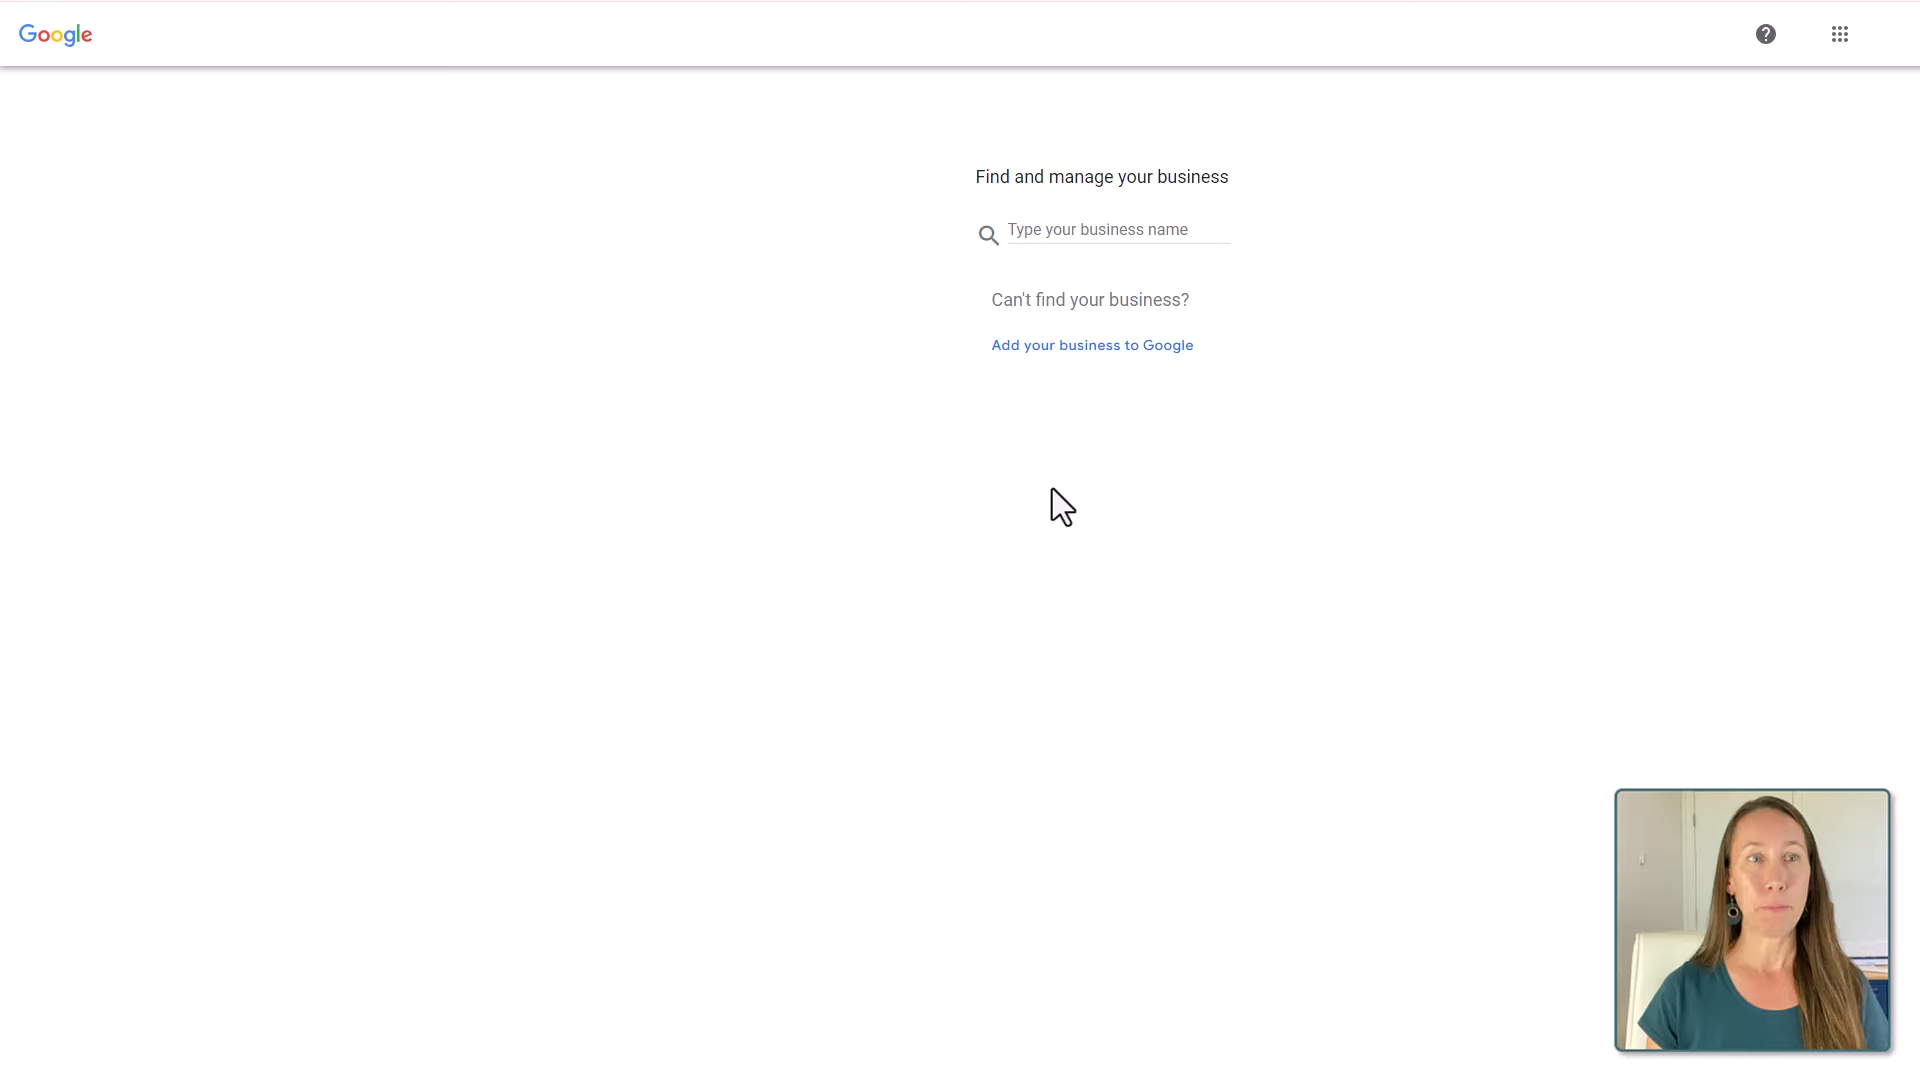 Google
Find and manage your business
Type your business name
Can't find your business?
Add your business to Google